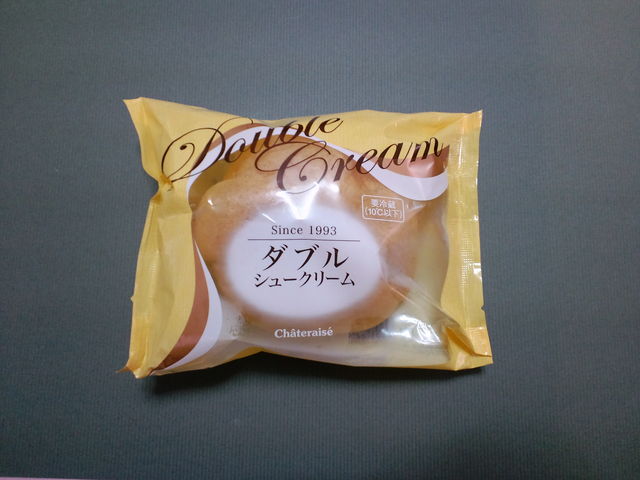 Double
Cream
要冷蔵
(10℃以下)
Since 1993
ダブル
シュークリーム
Châteraisé